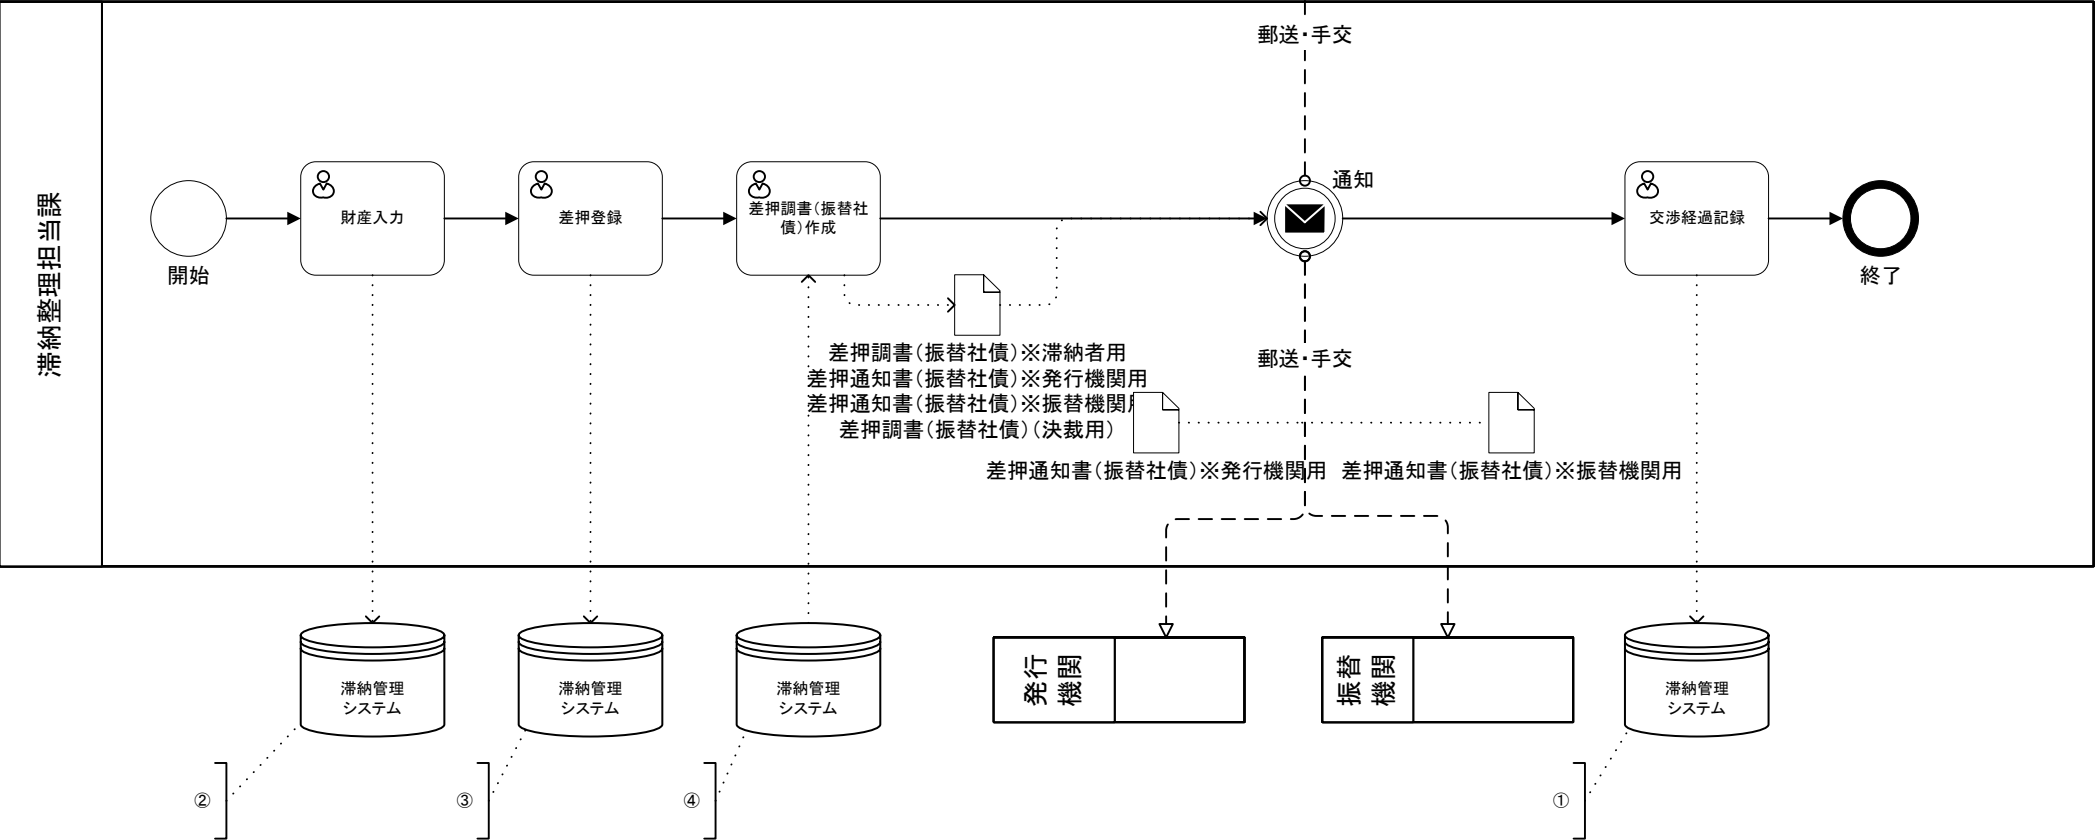 郵送・手交
滞納整理担当課
開始
財産入力
差押登録
差押調書（振替社
債）作成
通知
交渉経過記録
終了
差押調書（振替社債）※滞納者用
差押通知書（振替社債）※発行機関用
差押通知書（振替社債）※振替機関用
差押調書（振替社債）（決裁用）
郵送・手交
差押通知書（振替社債）※発行機関用
差押通知書（振替社債）※振替機関用
滞納管理
システム
滞納管理
システム
滞納管理
システム
発行
機関
振替
機関
滞納管理
システム
②
③
④
①